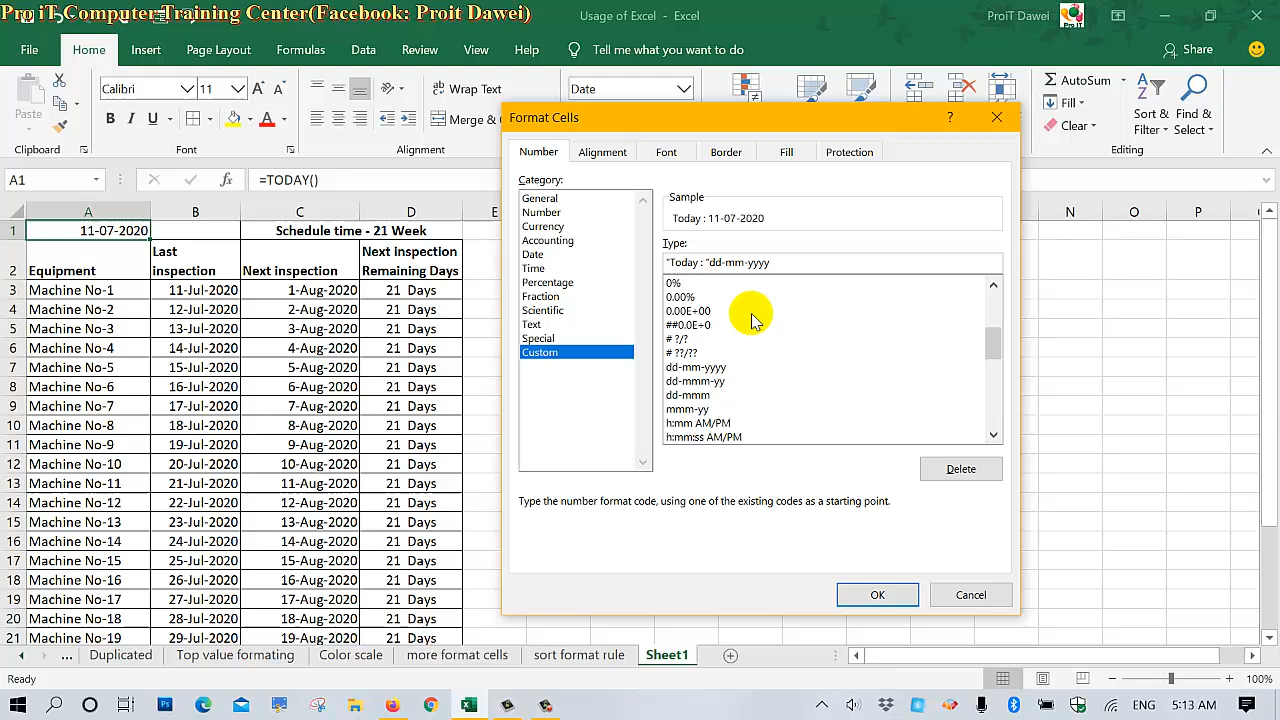 Pro iT Computer Training Center(Facebook: Proit Dawei)
Usage of Excel - Excel
ProiT Dawei
File Home Insert Page Layout Formulas Data Review View Help Tell me what you want to do Share
Paste
Calibri 11
Wrap Text
Merge &
Date
AutoSum
Fill
Clear
Sort & Filter
Find & Select
Clipboard Font Alignment Editing
A1 =TODAY()
A B C D E N O P Q
1 11-07-2020 Schedule time - 21 Week
2 Equipment Last inspection Next inspection Next inspection Remaining Days
3 Machine No-1 11-Jul-2020 1-Aug-2020 21 Days
4 Machine No-2 12-Jul-2020 2-Aug-2020 21 Days
5 Machine No-3 13-Jul-2020 3-Aug-2020 21 Days
6 Machine No-4 14-Jul-2020 4-Aug-2020 21 Days
7 Machine No-5 15-Jul-2020 5-Aug-2020 21 Days
8 Machine No-6 16-Jul-2020 6-Aug-2020 21 Days
9 Machine No-7 17-Jul-2020 7-Aug-2020 21 Days
10 Machine No-8 18-Jul-2020 8-Aug-2020 21 Days
11 Machine No-9 19-Jul-2020 9-Aug-2020 21 Days
12 Machine No-10 20-Jul-2020 10-Aug-2020 21 Days
13 Machine No-11 21-Jul-2020 11-Aug-2020 21 Days
14 Machine No-12 22-Jul-2020 12-Aug-2020 21 Days
15 Machine No-13 23-Jul-2020 13-Aug-2020 21 Days
16 Machine No-14 24-Jul-2020 14-Aug-2020 21 Days
17 Machine No-15 25-Jul-2020 15-Aug-2020 21 Days
18 Machine No-16 26-Jul-2020 16-Aug-2020 21 Days
19 Machine No-17 27-Jul-2020 17-Aug-2020 21 Days
20 Machine No-18 28-Jul-2020 18-Aug-2020 21 Days
21 Machine No-19 29-Jul-2020 19-Aug-2020 21 Days
Format Cells
Number Alignment Font Border Fill Protection
Category:
General
Number
Currency
Accounting
Date
Time
Percentage
Fraction
Scientific
Text
Special
Custom
Sample
Today : 11-07-2020
Type:
"Today : "dd-mm-yyyy
0%
0.00%
0.00E+00
##0.0E+0
# ?/?
# ??/??
dd-mm-yyyy
dd-mmm-yy
dd-mmm
mmm-yy
h:mm AM/PM
h:mm:ss AM/PM
Delete
Type the number format code, using one of the existing codes as a starting point.
OK Cancel
... Duplicated Top value formating Color scale more format cells sort format rule Sheet1
Ready 100%
ENG 5:13 AM